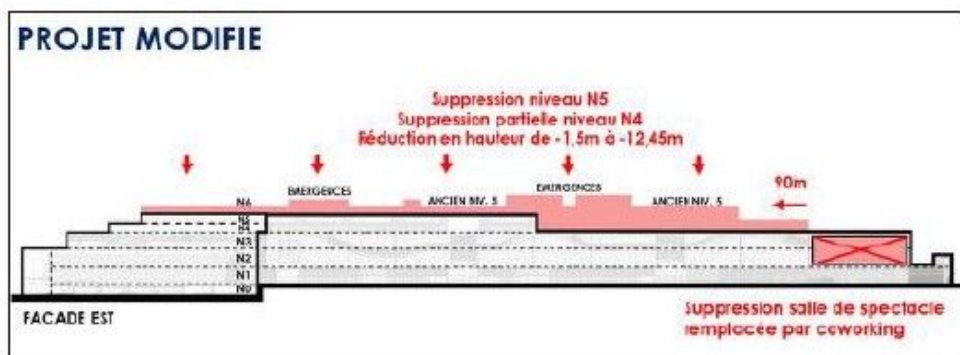 PROJET MODIFIE
Suppression niveau N5
Suppression partielle niveau N4
Réduction en hauteur de -1,5m à -12,45m
90m
EMERGENCES
EMERGENCES
ANCIEN NIV. 5
ANCIEN NIV. 5
N6
N5
N4
N3
N2
N1
N0
FACADE EST
Suppression salle de spectacle
remplacée par coworking